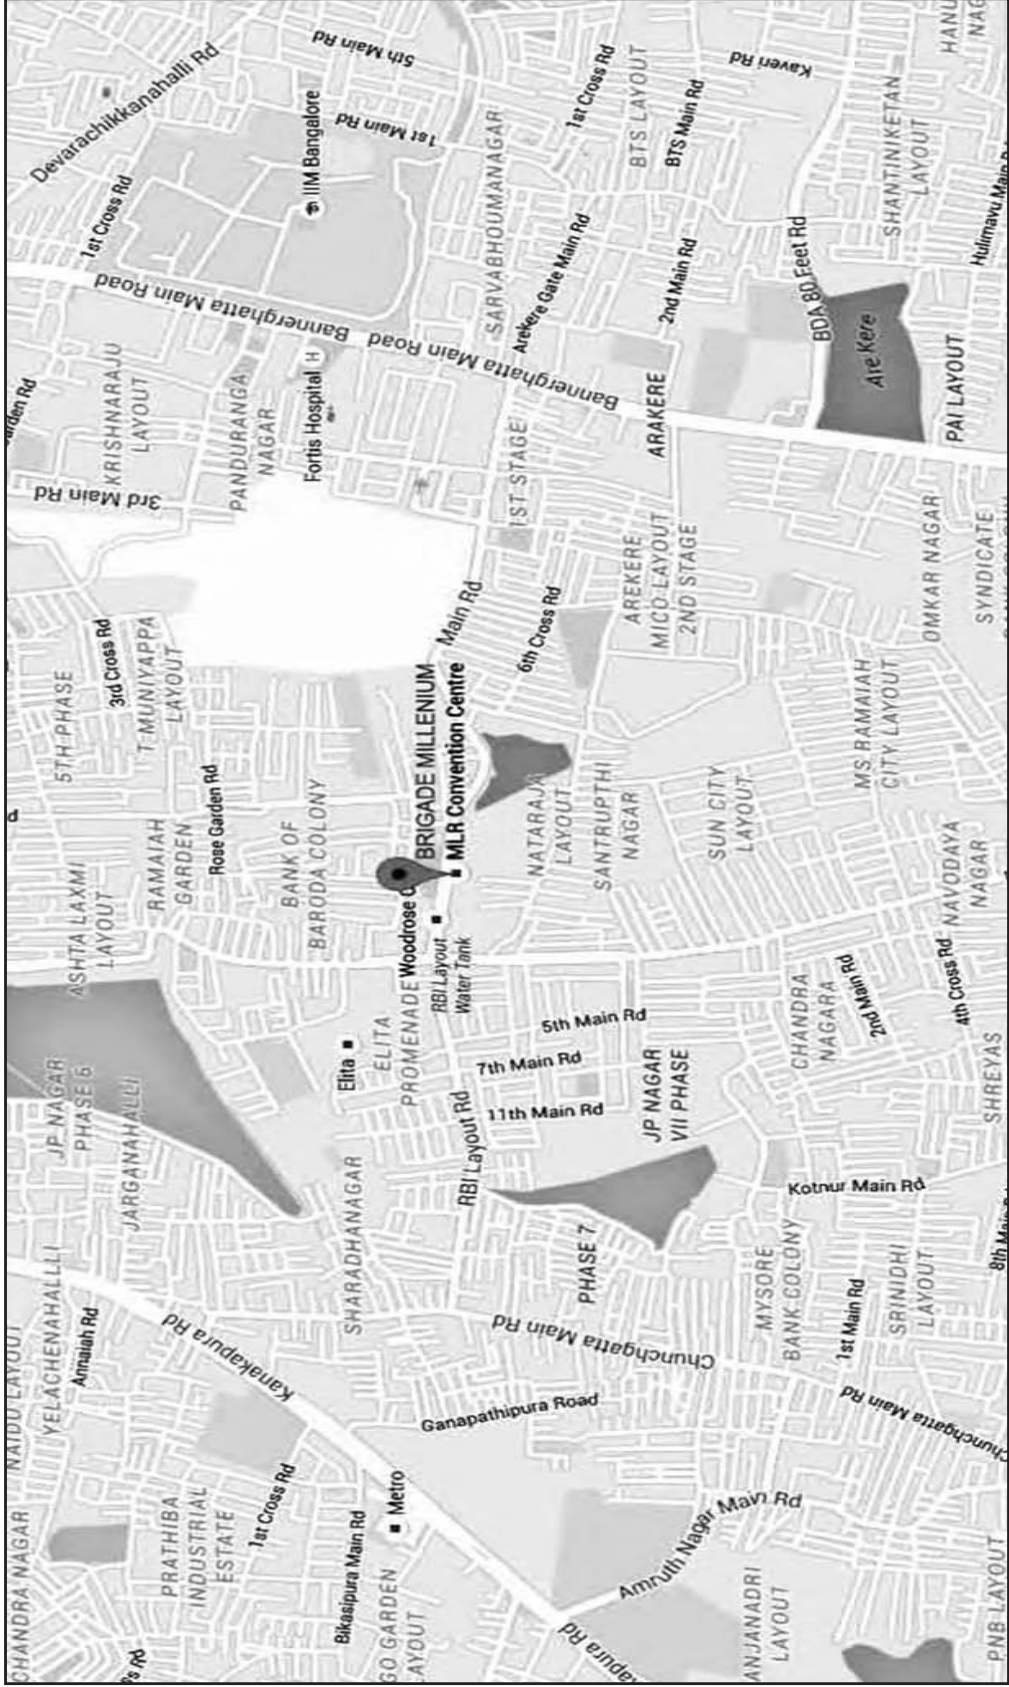 CHANDRA NAGAR
NAIDU LAYOUT
YELACHENAHALLLI
Annaiah Rd
JP NAGAR
PHASE 6
JARGANAHALLI
ASHTA LAXMI
LAYOUT
5TH PHASE
3rd Cross Rd
T MUNIYAPPA
LAYOUT
RAMAIAH
GARDEN
Rose Garden Rd
3rd Main Rd
KRISHNARAJU
LAYOUT
1st Cross Rd
Devarachikkanahalli Rd
Bannerghatta Main Road
PANDURANGA
NAGAR
Fortis Hospital H
IIM Bangalore
5th Main Rd
1st Main Rd
Kanakapura Rd
PRATHIBA
INDUSTRIAL
ESTATE
1st Cross Rd
Bikasipura Main Rd
Metro
SHARADHANAGAR
Elita
ELITA
PROMENADE
BANK OF
BARODA COLONY
Woodrose
BRIGADE MILLENIUM
MLR Convention Centre
RBI Layout
Water Tank
Main Rd
Bannerghatta Main Road
SARVABHOUMANAGAR
Arekere Gate Main Rd
1st Cross Rd
BTS LAYOUT
BTS Main Rd
Kaveri Rd
Ganapathipura Road
Chunchgatta Main Rd
RBI Layout Rd
7th Main Rd
11th Main Rd
5th Main Rd
PHASE 7
JP NAGAR
VII PHASE
NATARAJA
LAYOUT
SANTRUPTHI
NAGAR
6th Cross Rd
1ST STAGE
AREKERE
MICO LAYOUT
2ND STAGE
ARAKERE
2nd Main Rd
BDA 80 Feet Rd
Are Kere
SHANTINIKETAN
LAYOUT
Hulimavu Main
PAI LAYOUT
Amruth Nagar Main Rd
ANJANADRI
LAYOUT
MYSORE
BANK COLONY
Kotnur Main Rd
CHANDRA
NAGARA
2nd Main Rd
SUN CITY
LAYOUT
MS RAMAIAH
CITY LAYOUT
OMKAR NAGAR
SYNDICATE
1st Main Rd
SRINIDHI
LAYOUT
Chunchgatta Main Rd
4th Cross Rd
NAVODAYA
NAGAR
SHREYAS
PNB LAYOUT